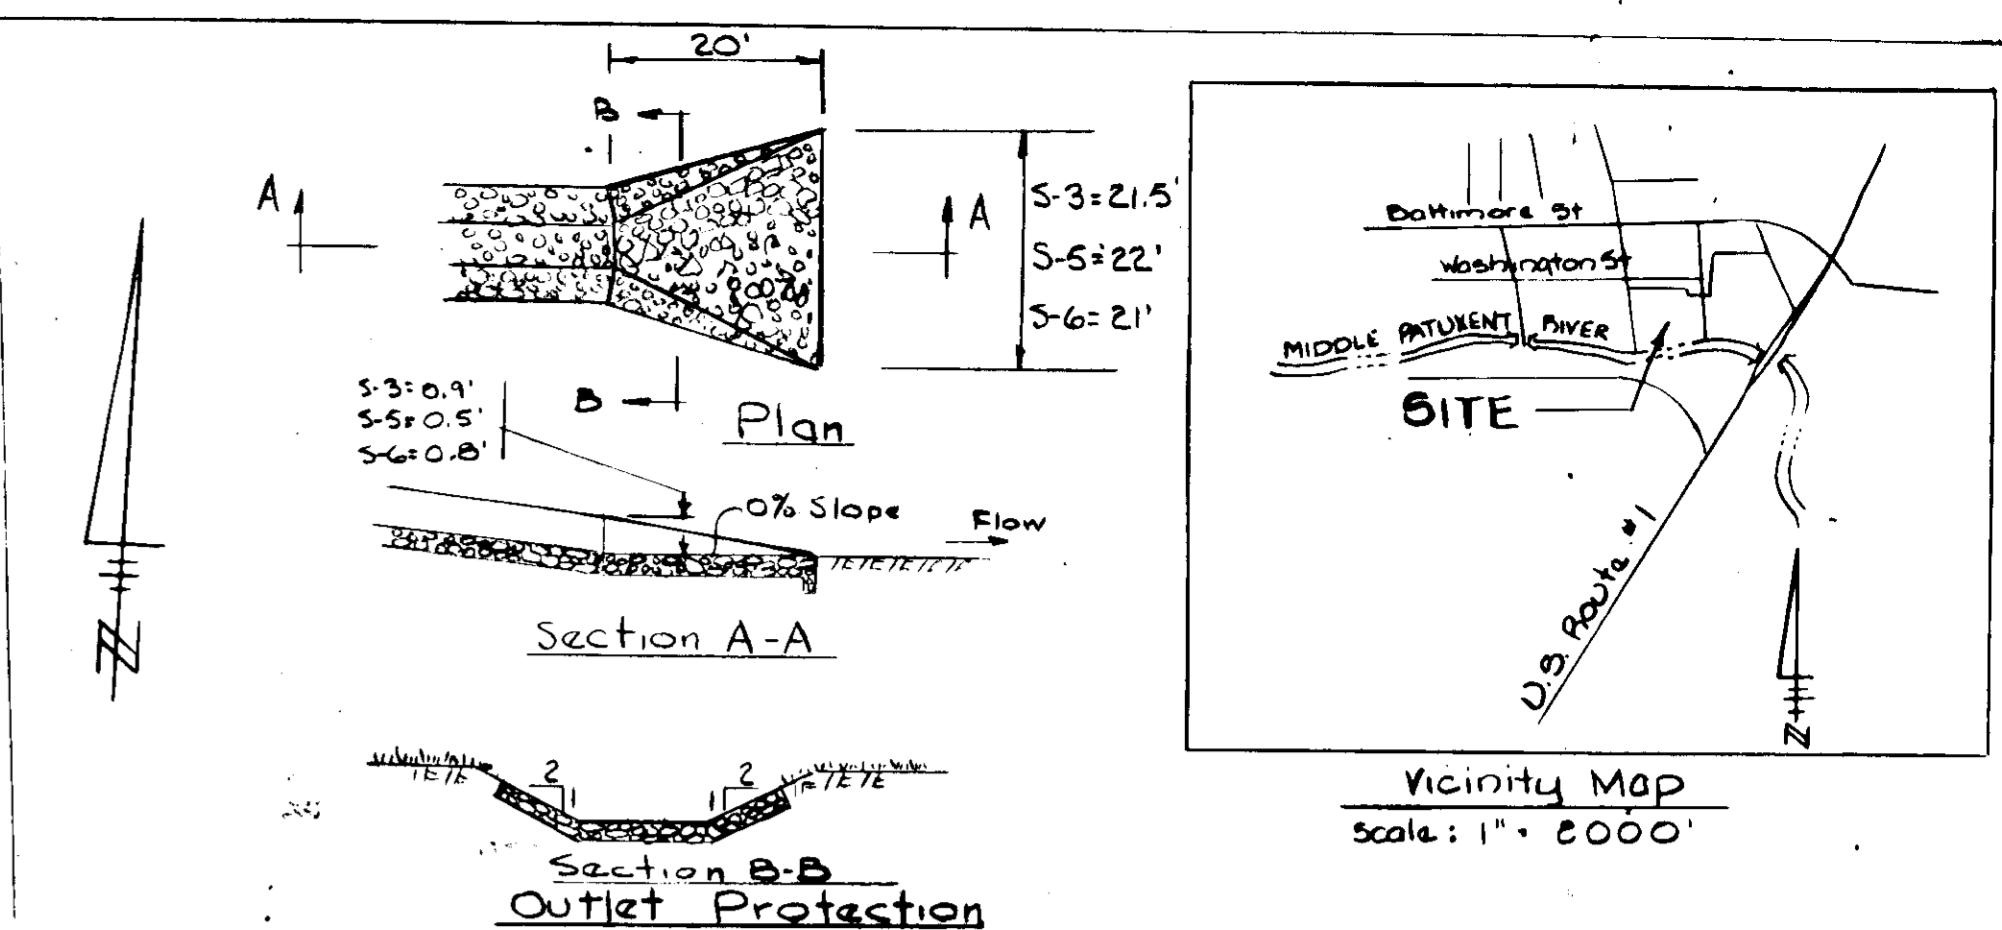 20'
B
A
A
S-3=21.5'
S-5=22'
S-6=21'
B
Plan
S-3=0.9'
S-5=0.5'
S-6=0.8'
0% Slope
Flow
Section A-A
N
2
1
1
2
Section B-B
Outlet Protection
Baltimore St
Washington St
MIDDLE PATUXENT RIVER
SITE
U.S. Route #1
N
Vicinity Map
Scale: 1" =